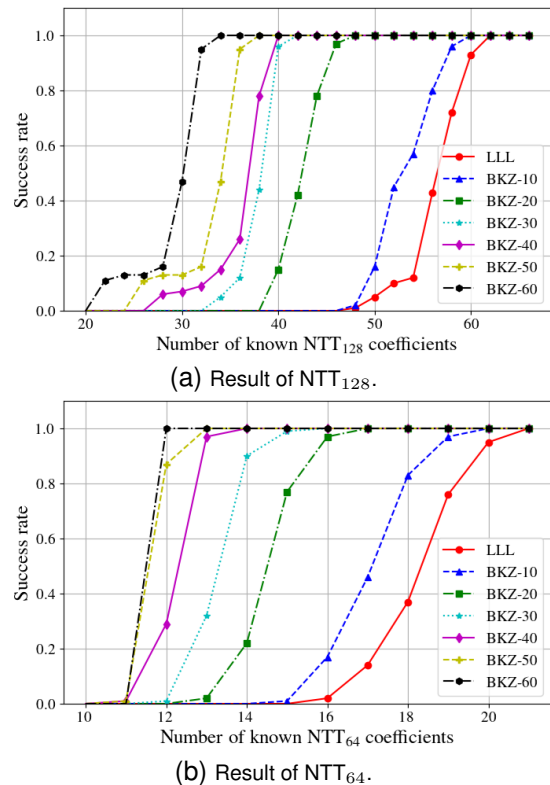 1.0
0.8
0.6
0.4
0.2
0.0
Success rate
LLL
BKZ-10
BKZ-20
BKZ-30
BKZ-40
BKZ-50
BKZ-60
20 30 40 50 60
Number of known NTT₁₂₈ coefficients
(a) Result of NTT₁₂₈.
1.0
0.8
0.6
0.4
0.2
0.0
Success rate
LLL
BKZ-10
BKZ-20
BKZ-30
BKZ-40
BKZ-50
BKZ-60
10 12 14 16 18 20
Number of known NTT₆₄ coefficients
(b) Result of NTT₆₄.